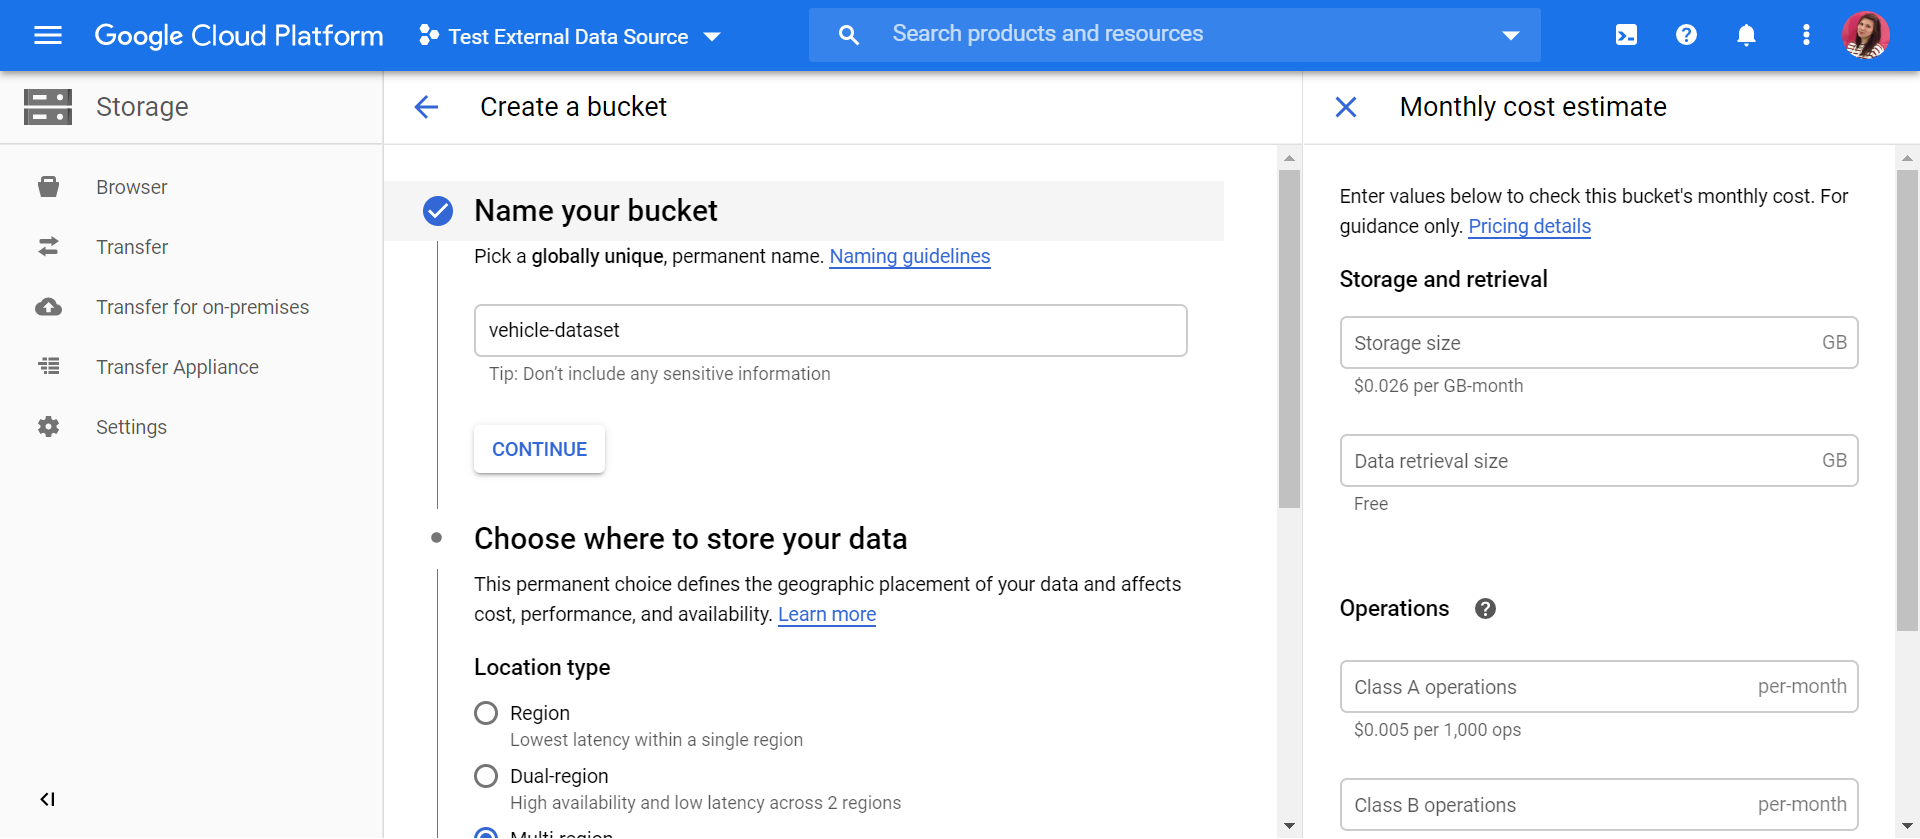 Google Cloud Platform
Test External Data Source
Search products and resources
Storage
Browser
Transfer
Transfer for on-premises
Transfer Appliance
Settings
Create a bucket
Name your bucket
Pick a globally unique, permanent name. Naming guidelines
vehicle-dataset
Tip: Don’t include any sensitive information
CONTINUE
Choose where to store your data
This permanent choice defines the geographic placement of your data and affects
cost, performance, and availability. Learn more
Location type
Region
Lowest latency within a single region
Dual-region
High availability and low latency across 2 regions
Multi-region
Monthly cost estimate
Enter values below to check this bucket's monthly cost. For
guidance only. Pricing details
Storage and retrieval
Storage size GB
$0.026 per GB-month
Data retrieval size GB
Free
Operations
Class A operations per-month
$0.005 per 1,000 ops
Class B operations per-month